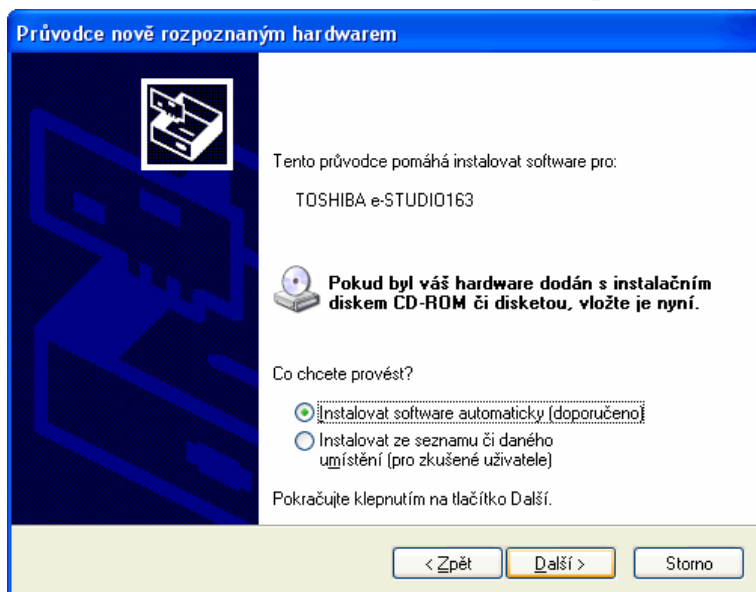 Průvodce nově rozpoznaným hardwarem
Tento průvodce pomáhá instalovat software pro:
TOSHIBA e-STUDIO163
Pokud byl váš hardware dodán s instalačním
diskem CD-ROM či disketou, vložte je nyní.
Co chcete provést?
Instalovat software automaticky (doporučeno)
Instalovat ze seznamu či daného
umístění (pro zkušené uživatele)
Pokračujte klepnutím na tlačítko Další.
< Zpět
Další >
Storno